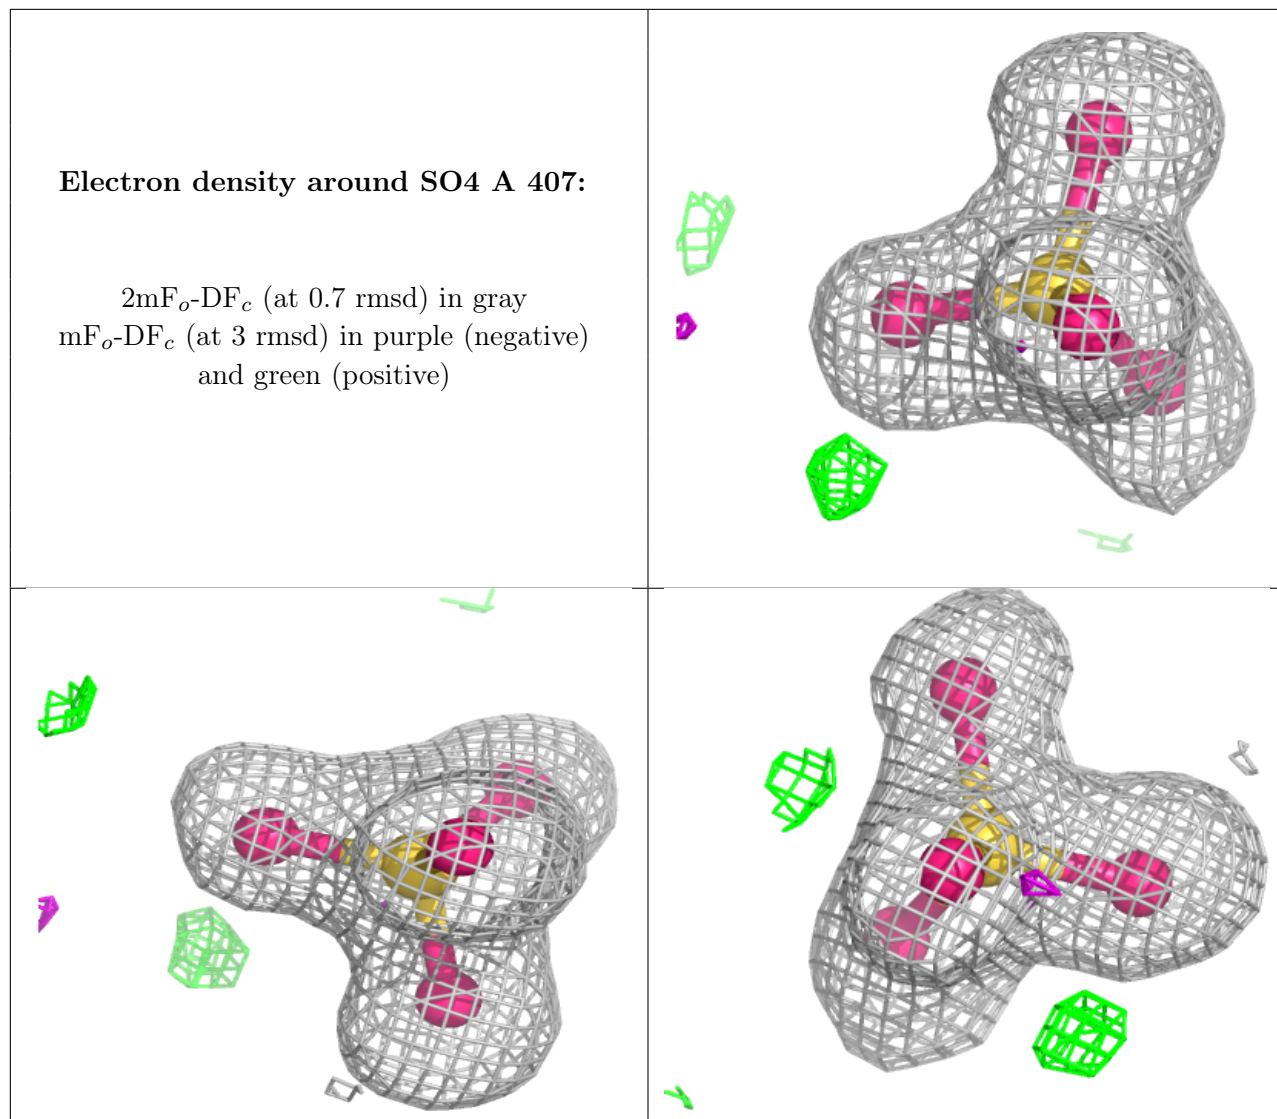 Electron density around SO4 A 407:
2mFo-DFc (at 0.7 rmsd) in gray
mFo-DFc (at 3 rmsd) in purple (negative)
and green (positive)